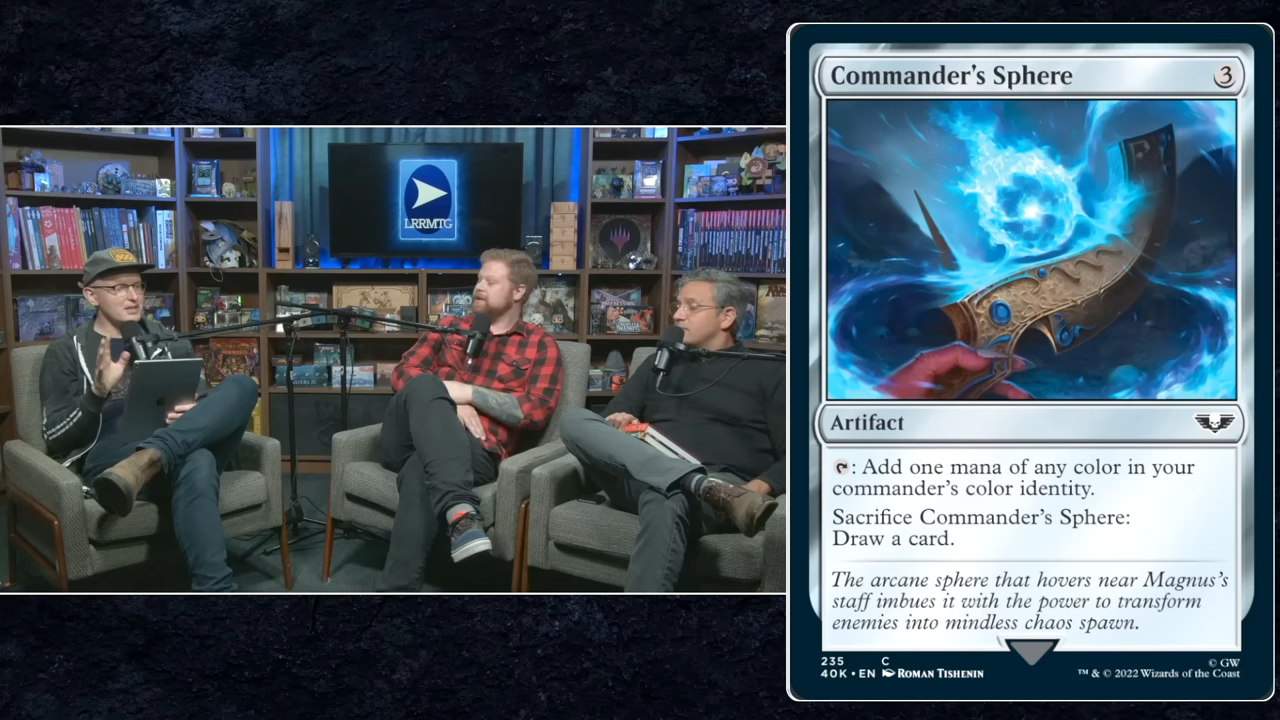 LRRMTG
Commander's Sphere 3
Artifact
: Add one mana of any color in your
commander's color identity.
Sacrifice Commander's Sphere:
Draw a card.
The arcane sphere that hovers near Magnus's
staff imbues it with the power to transform
enemies into mindless chaos spawn.
235 C
40K • EN ROMAN TISHENIN
© GW
™ & © 2022 Wizards of the Coast